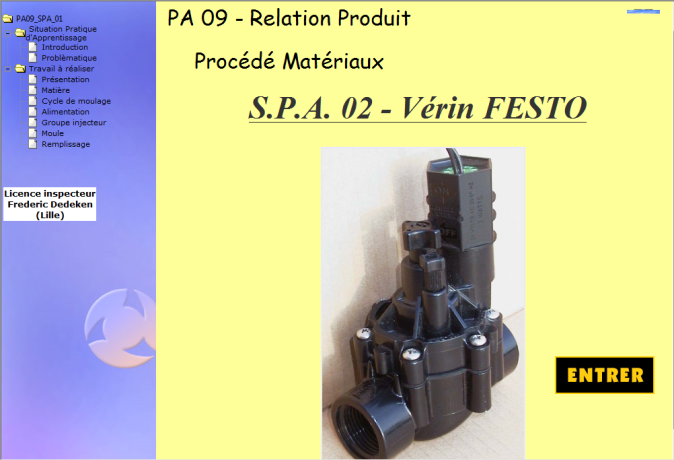 PA09_SPA_01
Situation Pratique
d'Apprentissage
Introduction
Problèmatique
Travail à réaliser
Présentation
Matière
Cycle de moulage
Alimentation
Groupe injecteur
Moule
Remplissage
Licence inspecteur
Frederic Dedeken
(Lille)
PA 09 - Relation Produit
Procédé Matériaux
S.P.A. 02 - Vérin FESTO
ENTRER